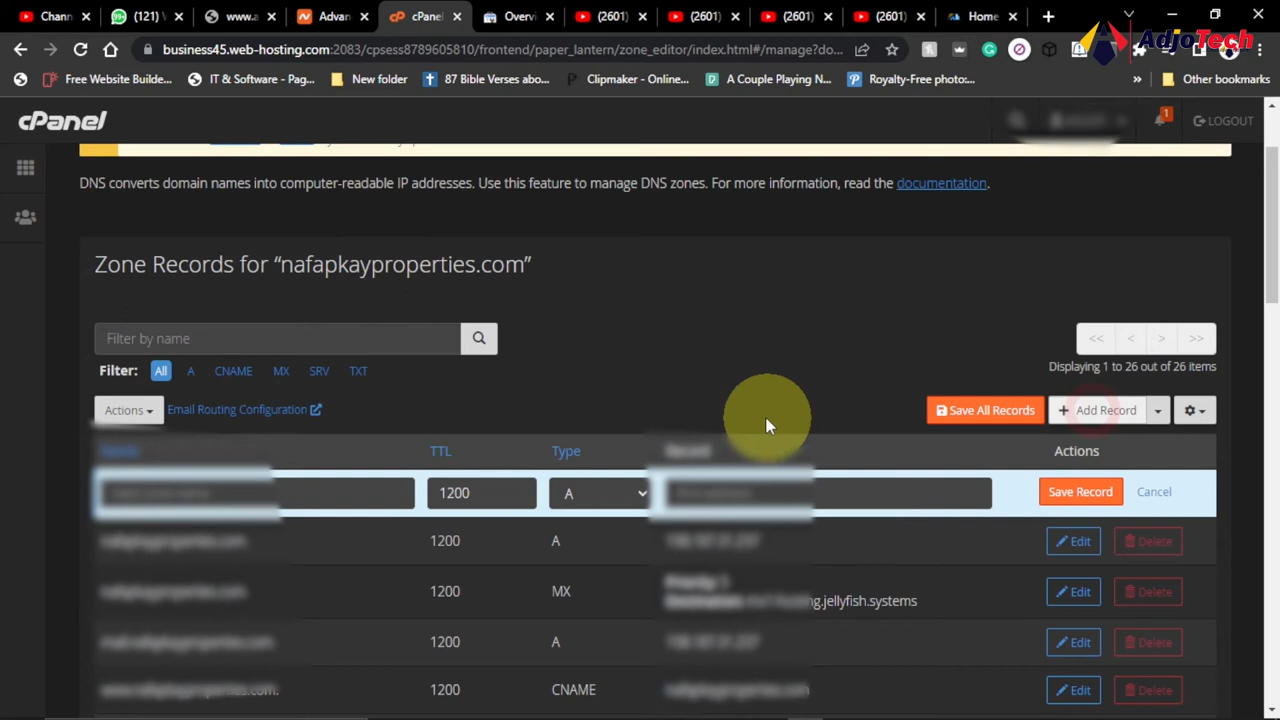 Chann
(121) V
www.a
Advan
cPanel
Overvi
(2601)
(2601)
(2601)
(2601)
Home
business45.web-hosting.com:2083/cpsess8789605810/frontend/paper_lantern/zone_editor/index.html#/manage?do...
AdjoTech
Free Website Builde...
IT & Software - Pag...
New folder
87 Bible Verses abo...
Clipmaker - Online...
A Couple Playing N...
Royalty-Free photo:...
»
Other bookmarks
cPanel
1
LOGOUT
DNS converts domain names into computer-readable IP addresses. Use this feature to manage DNS zones. For more information, read the documentation.
Zone Records for “nafapkayproperties.com”
Filter by name
<< < > >>
Filter: All A CNAME MX SRV TXT
Displaying 1 to 26 out of 26 items
Actions
Email Routing Configuration
Save All Records
+ Add Record
TTL Type Actions
1200 A Save Record Cancel
1200 A Edit Delete
1200 MX Edit Delete
.jellyfish.systems
1200 A Edit Delete
1200 CNAME Edit Delete